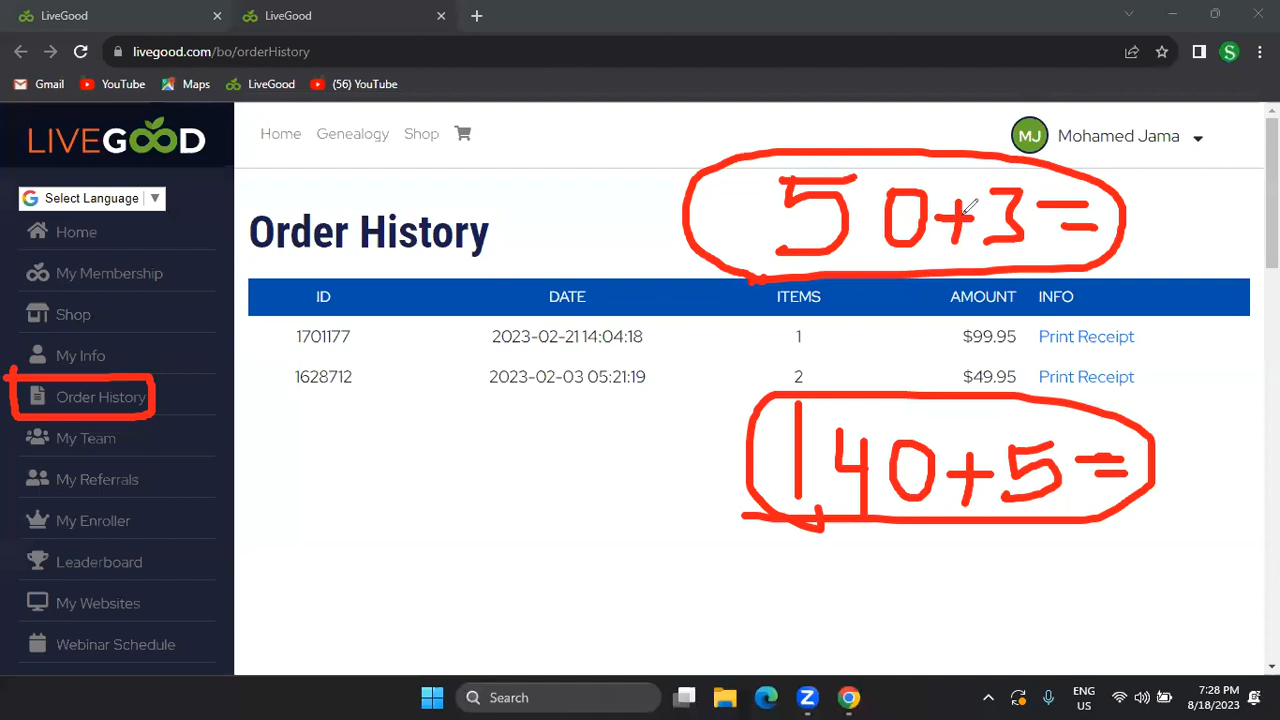 LiveGood
LiveGood
livegood.com/bo/orderHistory
S
Gmail
YouTube
Maps
LiveGood
(56) YouTube
LIVEGOOD
Home
Genealogy
Shop
MJ
Mohamed Jama
G Select Language
Home
My Membership
Shop
My Info
Order History
My Team
My Referrals
My Enroller
Leaderboard
My Websites
Webinar Schedule
Order History
50+3=
ID DATE ITEMS AMOUNT INFO
1701177 2023-02-21 14:04:18 1 $99.95 Print Receipt
1628712 2023-02-03 05:21:19 2 $49.95 Print Receipt
1,40+5=
Search
Z
ENG
US
7:28 PM
8/18/2023